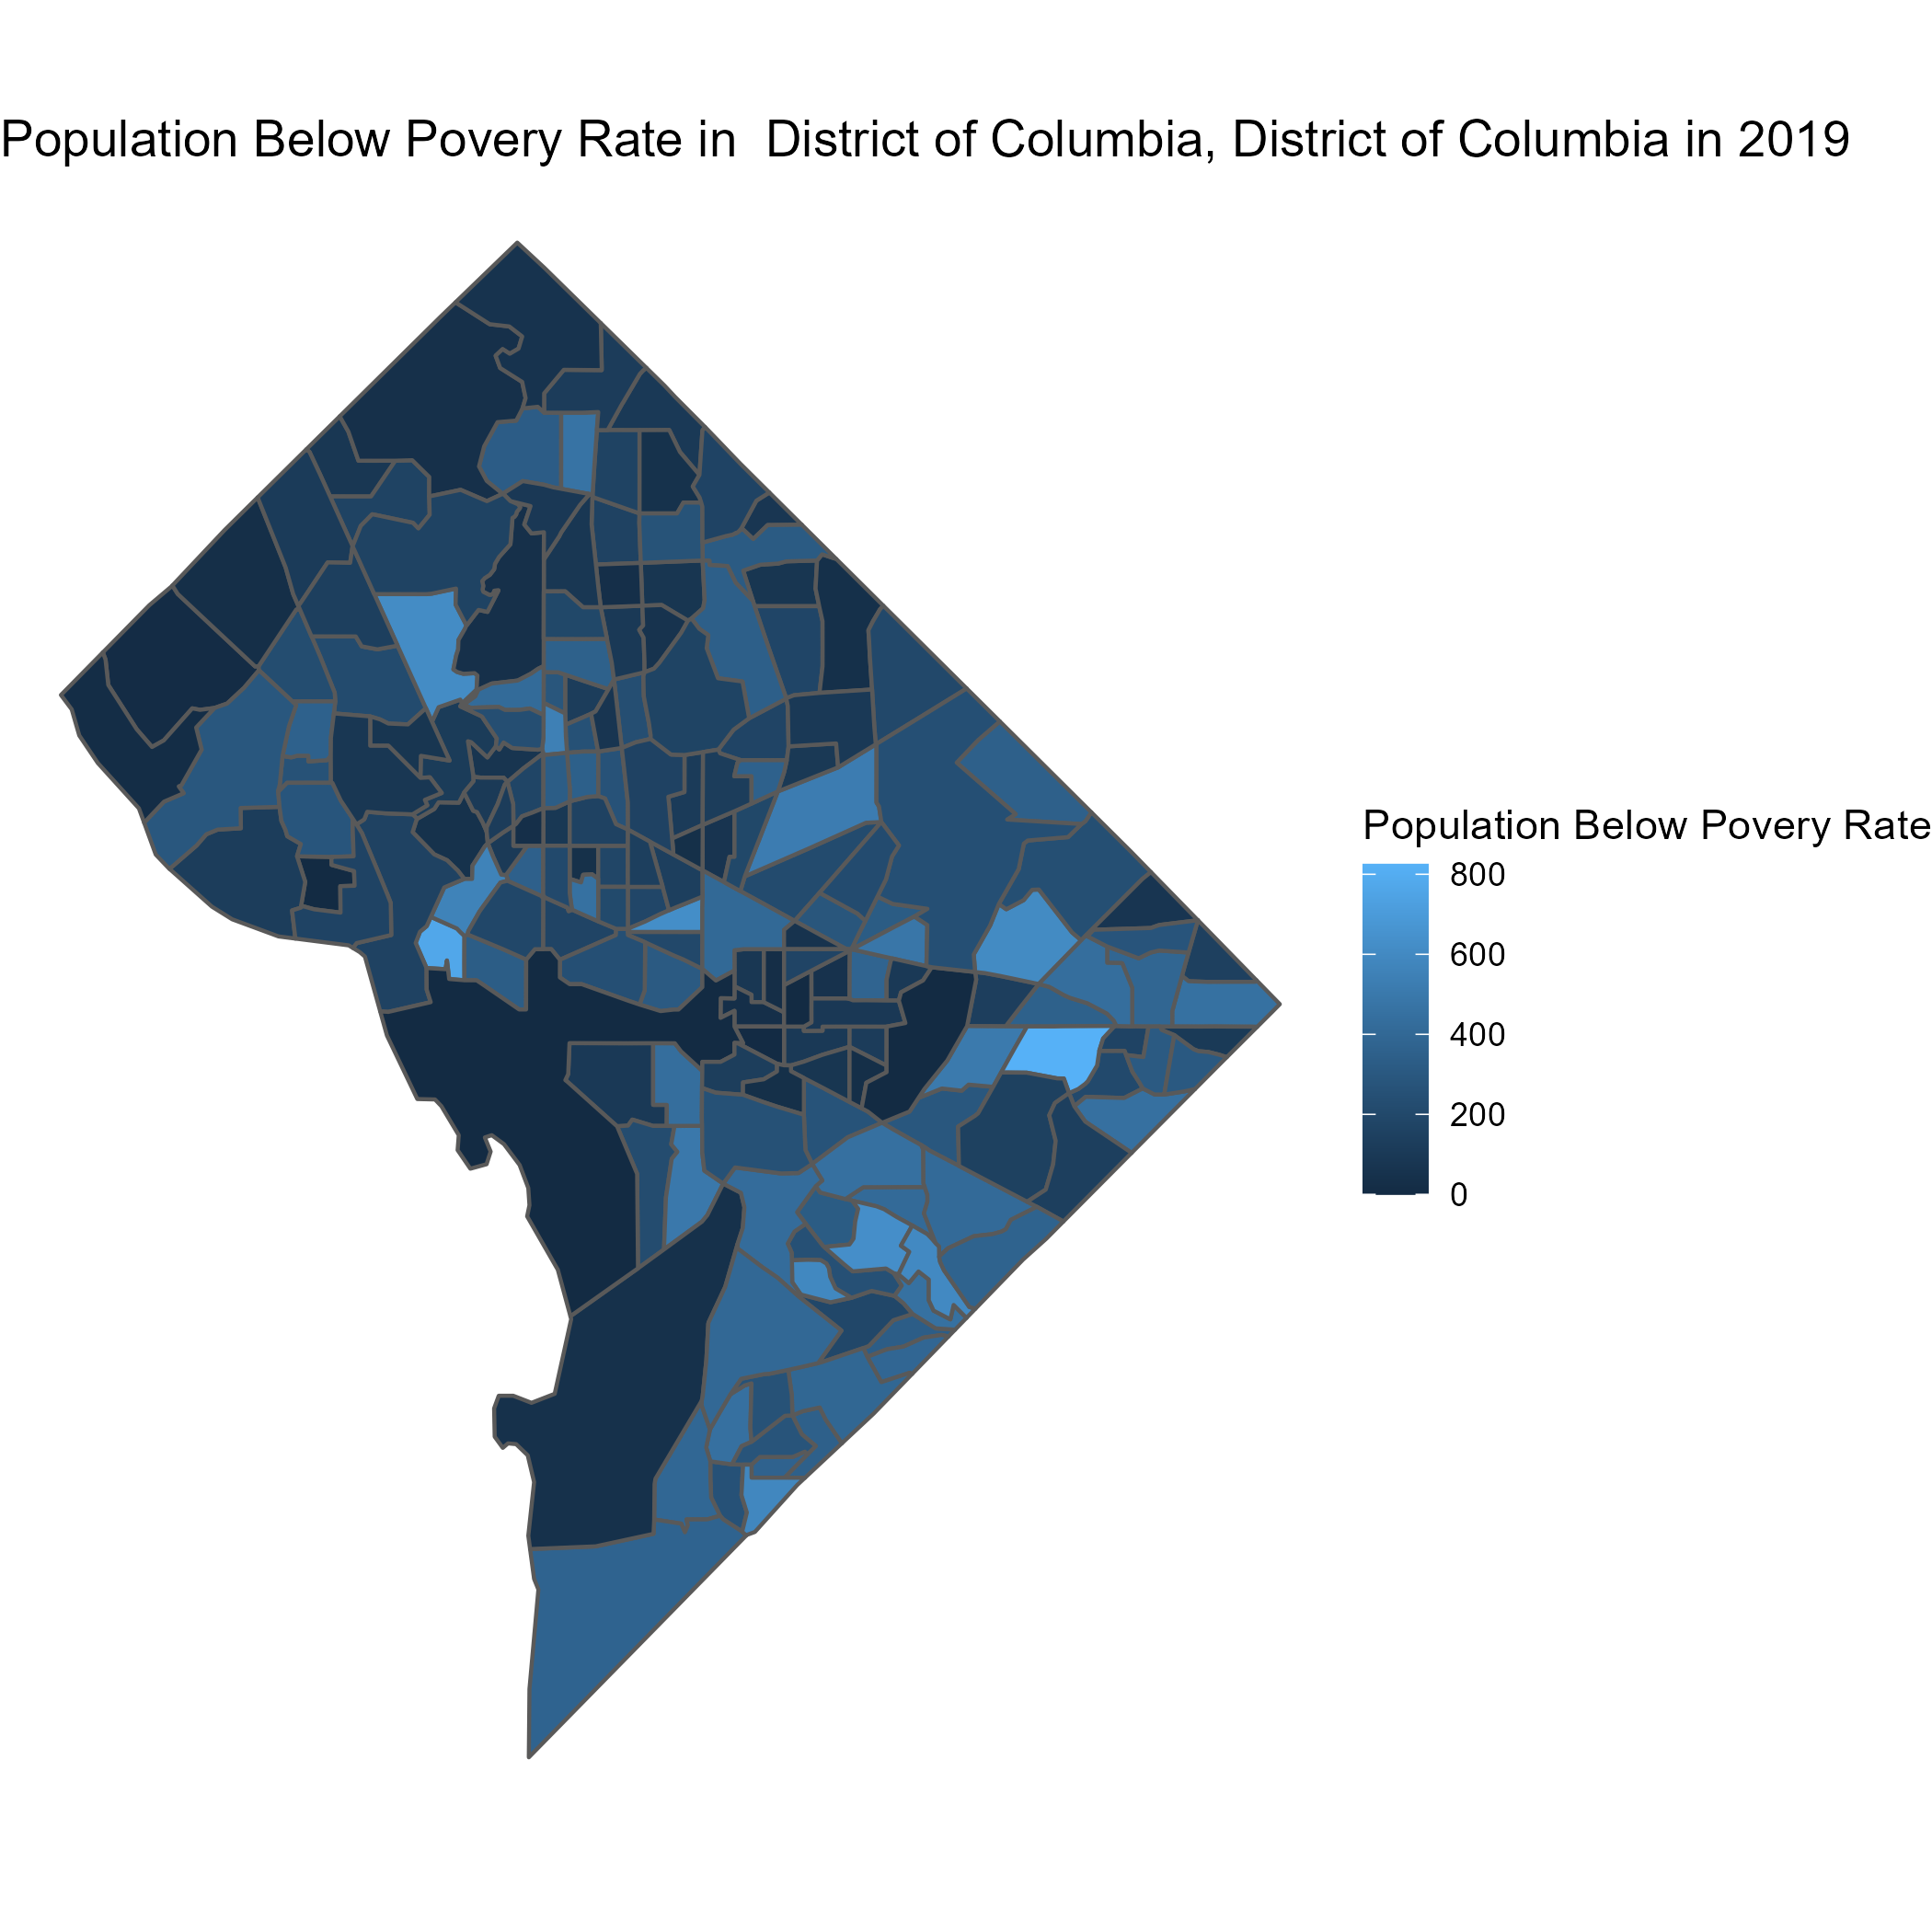 Population Below Povery Rate in  District of Columbia, District of Columbia in 2019
Population Below Povery Rate
800
600
400
200
0